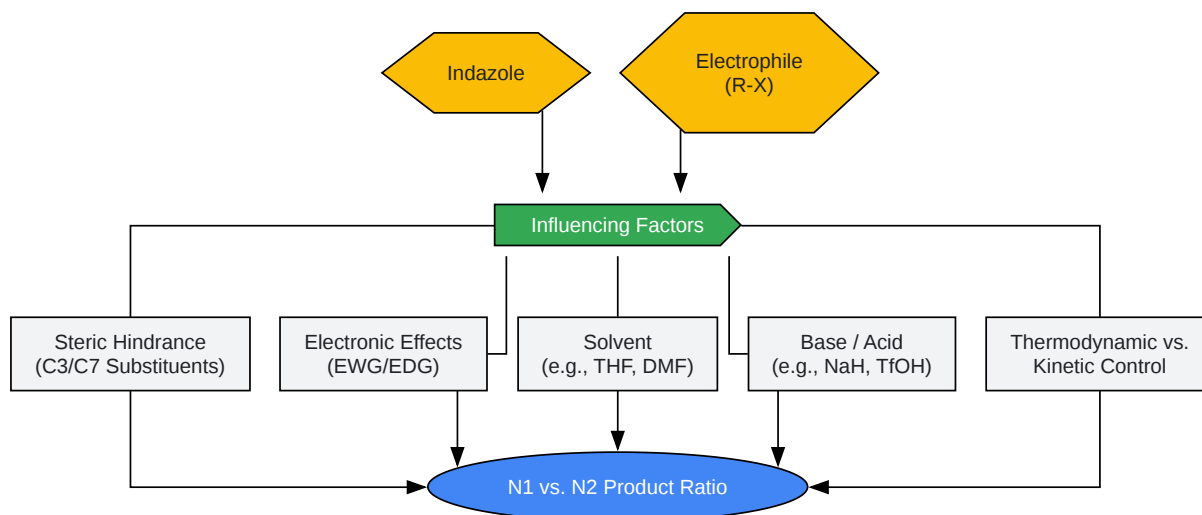 Indazole
Electrophile
(R-X)
Influencing Factors
Steric Hindrance
(C3/C7 Substituents)
Electronic Effects
(EWG/EDG)
Solvent
(e.g., THF, DMF)
Base / Acid
(e.g., NaH, TfOH)
Thermodynamic vs.
Kinetic Control
N1 vs. N2 Product Ratio